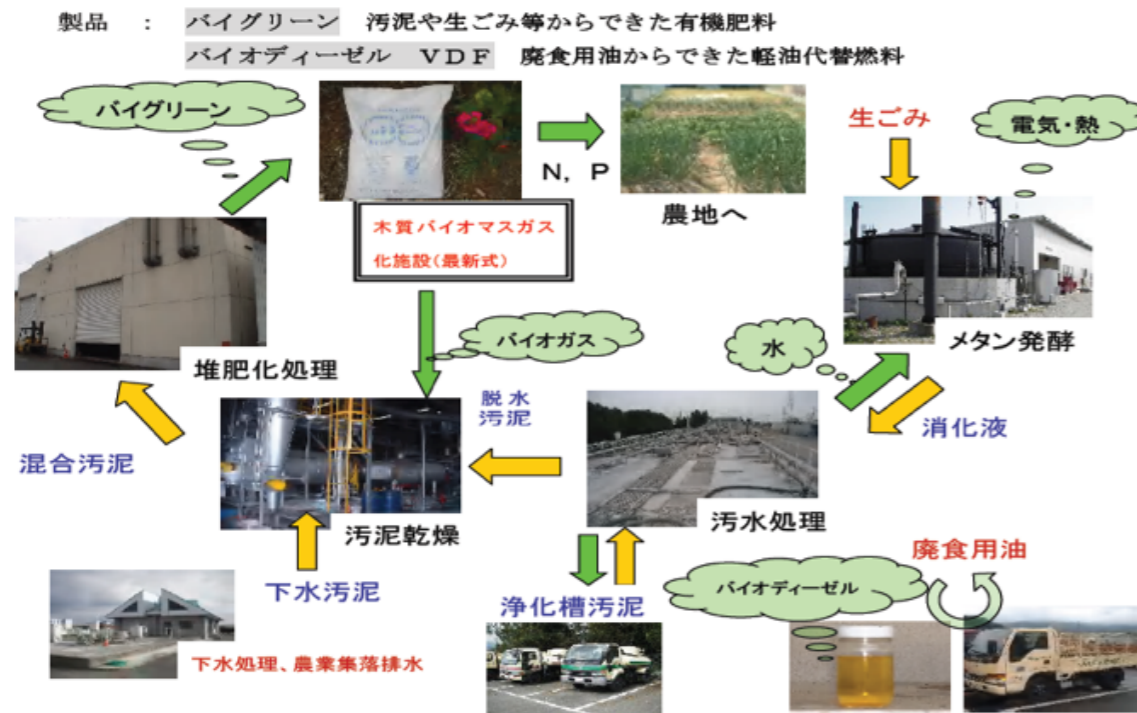 製品 : バイグリーン 汚泥や生ごみ等からできた有機肥料
バイオディーゼル VDF 廃食用油からできた軽油代替燃料
バイグリーン
N, P
農地へ
生ごみ
電気・熱
木質バイオマスガス
化施設(最新式)
堆肥化処理
バイオガス
水
メタン発酵
脱水
汚泥
消化液
混合汚泥
汚泥乾燥
汚水処理
下水汚泥
浄化槽汚泥
廃食用油
バイオディーゼル
下水処理、農業集落排水